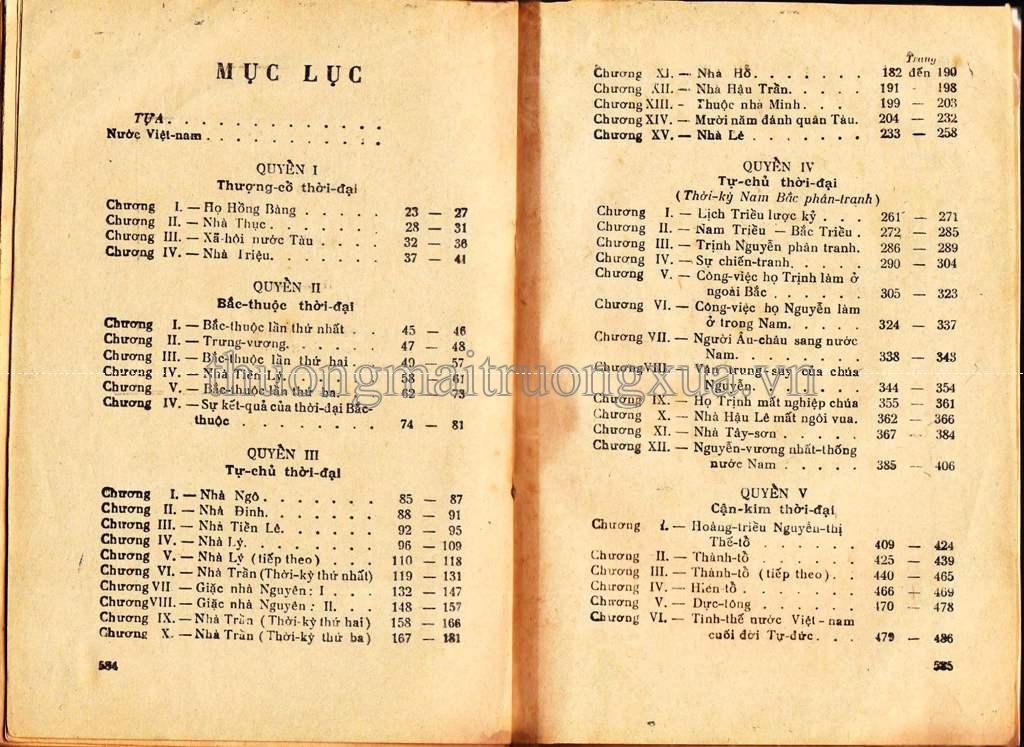 MỤC LỤC
TỰA . . . . . . . . . . . . .
Nước Việt-nam . . . . . . . . . . .
QUYỀN I
Thượng-cổ thời-đại
Chương I. — Họ Hồng Bàng . . . . . 23 — 27
Chương II. — Nhà Thục . . . . . . . 28 — 31
Chương III. — Xã-hội nước Tàu . . . . 32 — 36
Chương IV. — Nhà Triệu. . . . . . . 37 — 41
QUYỀN II
Bắc-thuộc thời-đại
Chương I. — Bắc-thuộc lần thứ nhất . . 45 — 46
Chương II. — Trưng-vương. . . . . . 47 — 48
Chương III. — Bắc-thuộc lần thứ hai . . 49 — 57
Chương IV. — Nhà Tiền Lý. . . . . . 58 — 61
Chương V. — Bắc-thuộc lần thứ ba. . . 62 — 73
Chương IV. — Sự kết-quả của thời-đại Bắc-
thuộc . . . . . . . . 74 — 81
QUYỀN III
Tự-chủ thời-đại
Chương I. — Nhà Ngô . . . . . . . 85 — 87
Chương II. — Nhà Đinh. . . . . . . 88 — 91
Chương III. — Nhà Tiền Lê. . . . . . 92 — 95
Chương IV. — Nhà Lý. . . . . . . . 96 — 109
Chương V. — Nhà Lý (tiếp theo) . . . 110 — 118
Chương VI. — Nhà Trần (Thời-kỳ thứ nhất) 119 — 131
Chương VII — Giặc nhà Nguyên : I . . . 132 — 147
Chương VIII. — Giặc nhà Nguyên : II. . . 148 — 157
Chương IX. — Nhà Trần (Thời-kỳ thứ hai) 158 — 166
Chương X. — Nhà Trần (Thời-kỳ thứ ba) 167 — 181
584
Trang
Chương XI. — Nhà Hồ. . . . . . . 182 đến 190
Chương XII. — Nhà Hậu Trần. . . . . 191 - 198
Chương XIII. - Thuộc nhà Minh. . . . 199 — 203
Chương XIV. — Mười năm đánh quân Tàu. 204 — 232
Chương XV. — Nhà Lê . . . . . . . 233 — 258
QUYỀN IV
Tự-chủ thời-đại
(Thời-kỳ Nam Bắc phân-tranh)
Chương I. — Lịch Triều lược kỷ . . . 261 — 271
Chương II. — Nam Triều — Bắc Triều . 272 — 285
Chương III. — Trịnh Nguyễn phân tranh. 286 — 289
Chương IV. — Sự chiến-tranh. . . . . 290 — 304
Chương V. — Công-việc họ Trịnh làm ở
ngoài Bắc . . . . . . 305 — 323
Chương VI. — Công-việc họ Nguyễn làm
ở trong Nam. . . . . . 324 — 337
Chương VII. — Người Âu-châu sang nước
Nam. . . . . . . . . 338 — 343
Chương VIII. — Vận trung suy của chúa
Nguyễn. . . . . . . . 344 — 354
Chương IX. — Họ Trịnh mất nghiệp chúa 355 — 361
Chương X. — Nhà Hậu Lê mất ngôi vua. 362 — 366
Chương XI. — Nhà Tây-sơn . . . . . 367 — 384
Chương XII. — Nguyễn-vương nhất-thống
nước Nam . . . . . 385 — 406
QUYỀN V
Cận-kim thời-đại
Chương I. — Hoàng-triều Nguyễn-thị
Thế-tổ . . . . . . . 409 — 424
Chương II. — Thánh-tổ . . . . . . . 425 — 439
Chương III. — Thánh-tổ (tiếp theo). . . 440 — 465
Chương IV. — Hiến-tổ . . . . . . . 466 — 469
Chương V. — Dực-tông . . . . . . . 470 — 478
Chương VI. — Tình-thế nước Việt-nam
cuối đời Tự-đức. . . . 479 — 486
585
thuongmaitruongxua.vn